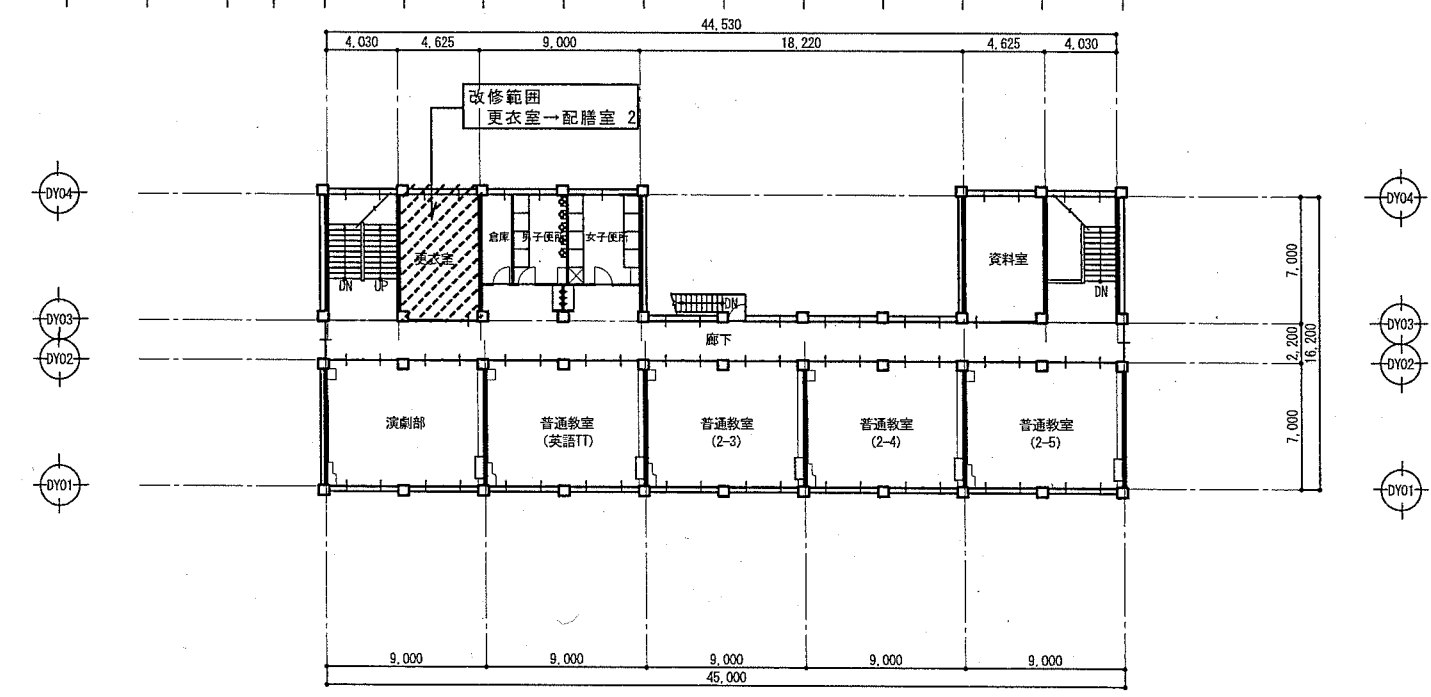 44,530
4,030
4,625
9,000
18,220
4,625
4,030
改修範囲
更衣室→配膳室 2
DY04
DY04
倉庫
男子便所
女子便所
更衣室
資料室
7,000
DN
UP
DN
DN
DY03
DY03
廊下
2,200
16,200
DY02
DY02
演劇部
普通教室
(英語TT)
普通教室
(2-3)
普通教室
(2-4)
普通教室
(2-5)
7,000
DY01
DY01
9,000
9,000
9,000
9,000
9,000
45,000